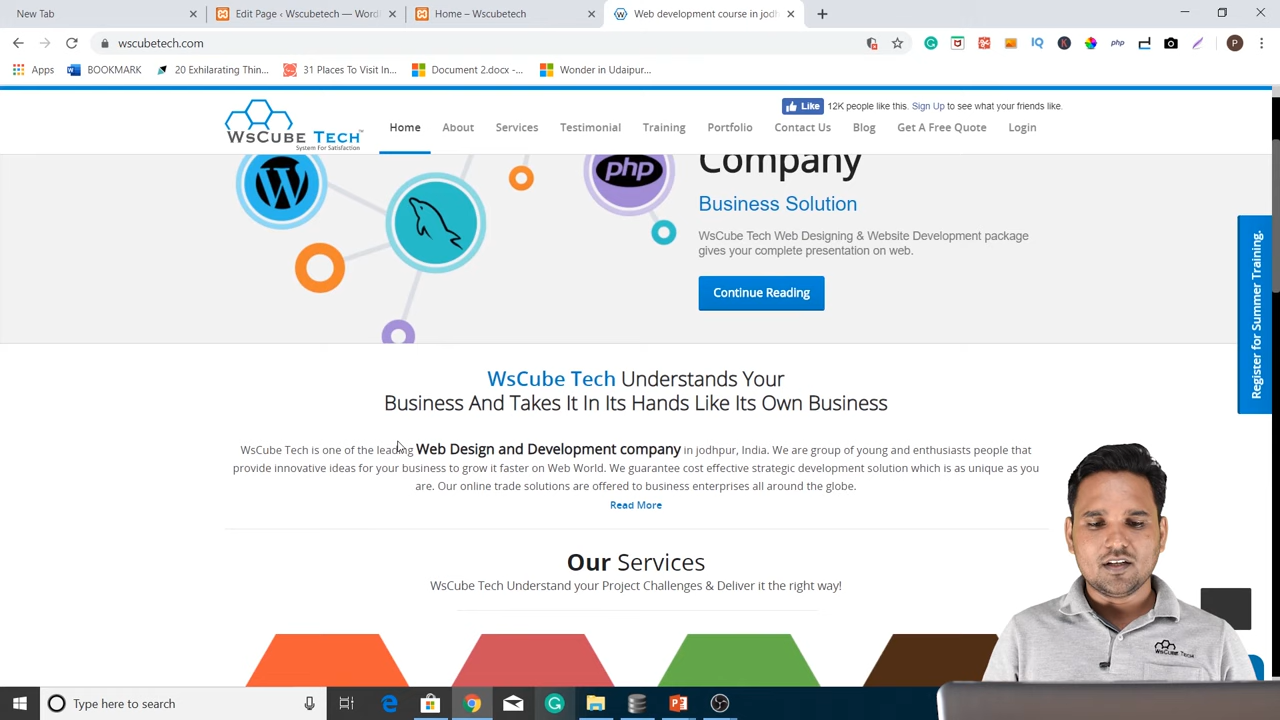 New Tab
Edit Page ‹ Wscubetech — Word
Home – Wscubetech
Web development course in jodh
wscubetech.com
Apps
BOOKMARK
20 Exhilarating Thin...
31 Places To Visit In...
Document 2.docx -...
Wonder in Udaipur...
Like
12K people like this. Sign Up to see what your friends like.
WsCube Tech
System For Satisfaction
Home
About
Services
Testimonial
Training
Portfolio
Contact Us
Blog
Get A Free Quote
Login
php
Company
Business Solution
WsCube Tech Web Designing & Website Development package
gives your complete presentation on web.
Continue Reading
Register for Summer Training.
WsCube Tech Understands Your
Business And Takes It In Its Hands Like Its Own Business
WsCube Tech is one of the leading Web Design and Development company in jodhpur, India. We are group of young and enthusiasts people that
provide innovative ideas for your business to grow it faster on Web World. We guarantee cost effective strategic development solution which is as unique as you
are. Our online trade solutions are offered to business enterprises all around the globe.
Read More
Our Services
WsCube Tech Understand your Project Challenges & Deliver it the right way!
WsCube Tech
Type here to search